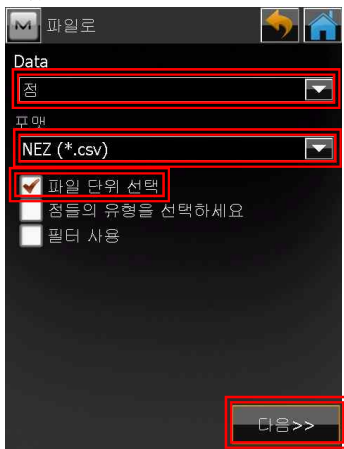 M 파일로
Data
점
포맷
NEZ (*.csv)
파일 단위 선택
점들의 유형을 선택하세요
필터 사용
다음>>